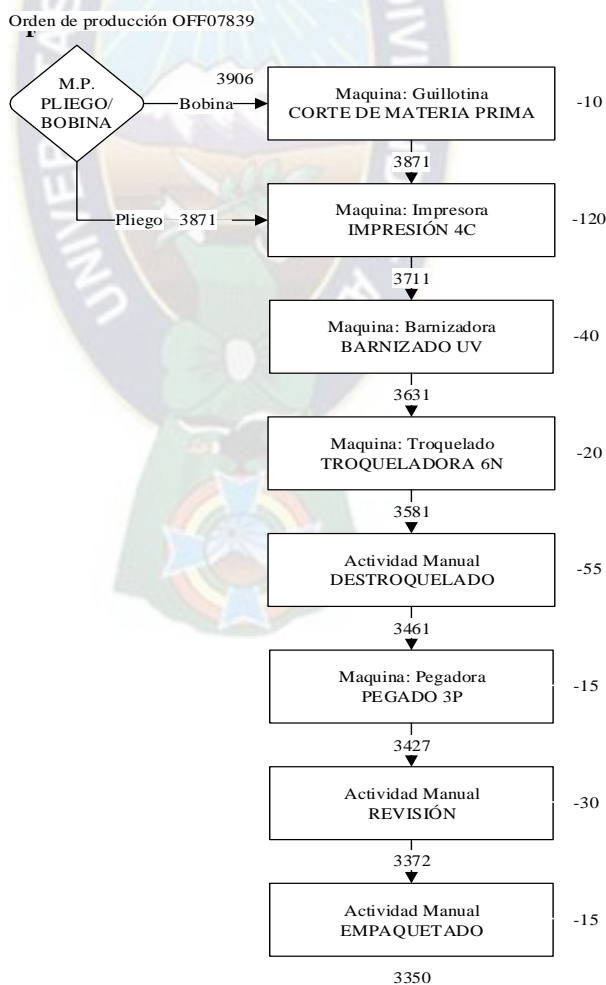 Orden de producción OFF07839
M.P.
PLIEGO/
BOBINA
3906
Bobina
Maquina: Guillotina
CORTE DE MATERIA PRIMA
-10
3871
Pliego 3871
Maquina: Impresora
IMPRESIÓN 4C
-120
3711
Maquina: Barnizadora
BARNIZADO UV
-40
3631
Maquina: Troquelado
TROQUELADORA 6N
-20
3581
Actividad Manual
DESTROQUELADO
-55
3461
Maquina: Pegadora
PEGADO 3P
-15
3427
Actividad Manual
REVISIÓN
-30
3372
Actividad Manual
EMPAQUETADO
-15
3350